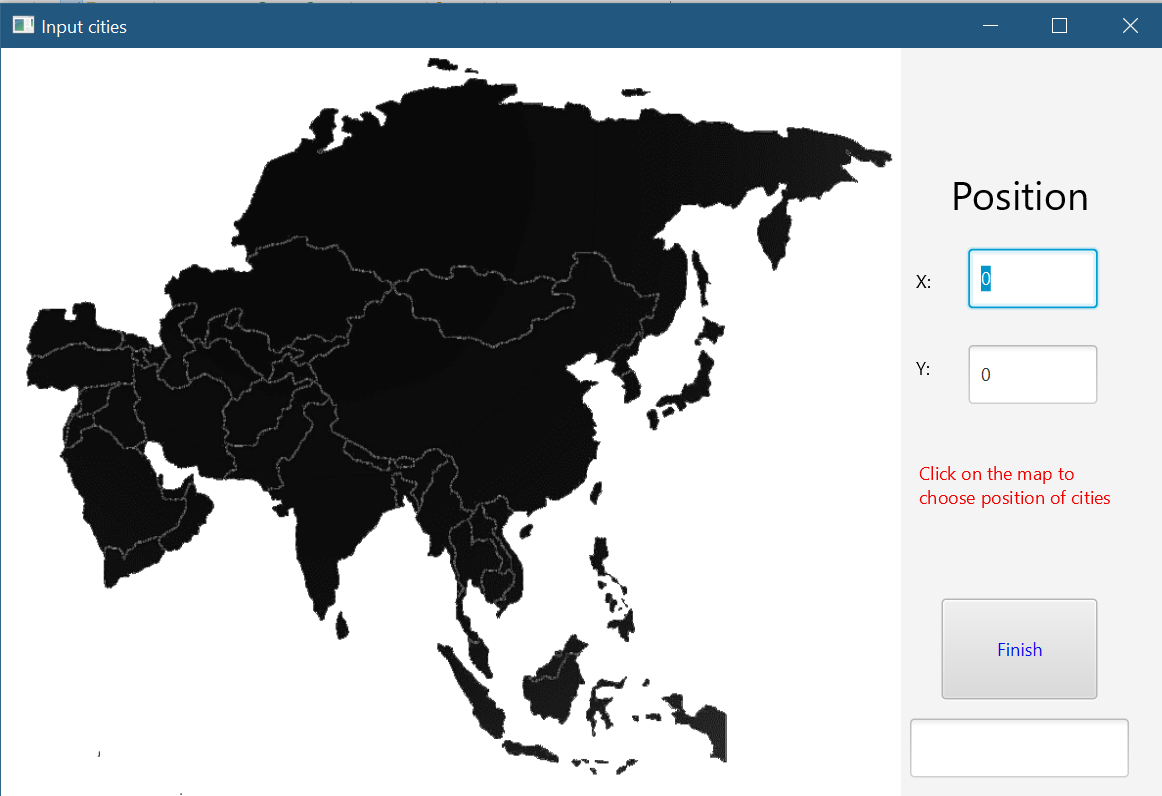 Input cities
Position
X:
0
Y:
0
Click on the map to
choose position of cities
Finish